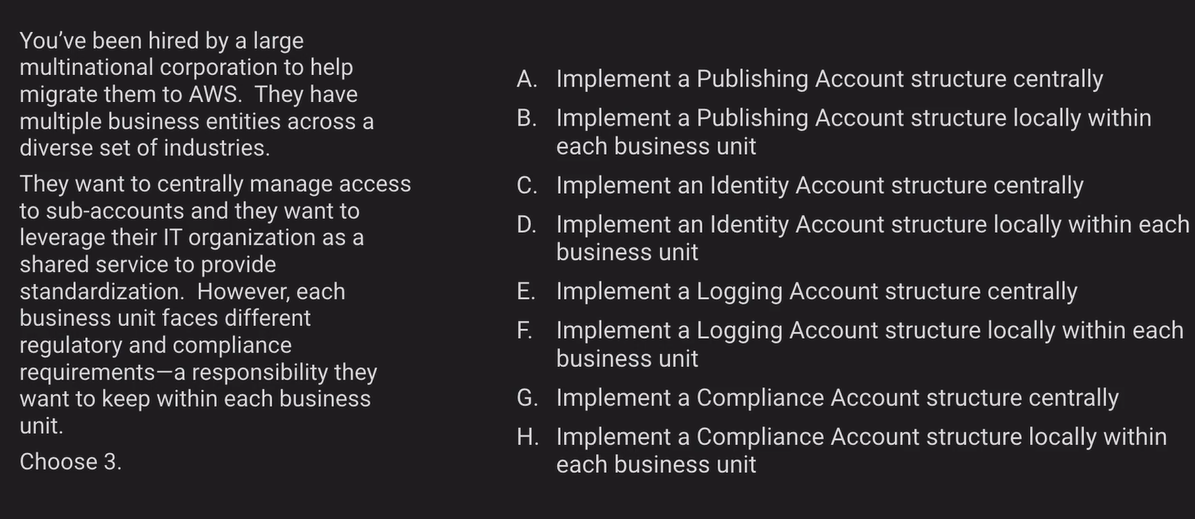 You've been hired by a large
multinational corporation to help
migrate them to AWS.  They have
multiple business entities across a
diverse set of industries.
They want to centrally manage access
to sub-accounts and they want to
leverage their IT organization as a
shared service to provide
standardization.  However, each
business unit faces different
regulatory and compliance
requirements—a responsibility they
want to keep within each business
unit.
Choose 3.
A. Implement a Publishing Account structure centrally
B. Implement a Publishing Account structure locally within
each business unit
C. Implement an Identity Account structure centrally
D. Implement an Identity Account structure locally within each
business unit
E. Implement a Logging Account structure centrally
F. Implement a Logging Account structure locally within each
business unit
G. Implement a Compliance Account structure centrally
H. Implement a Compliance Account structure locally within
each business unit